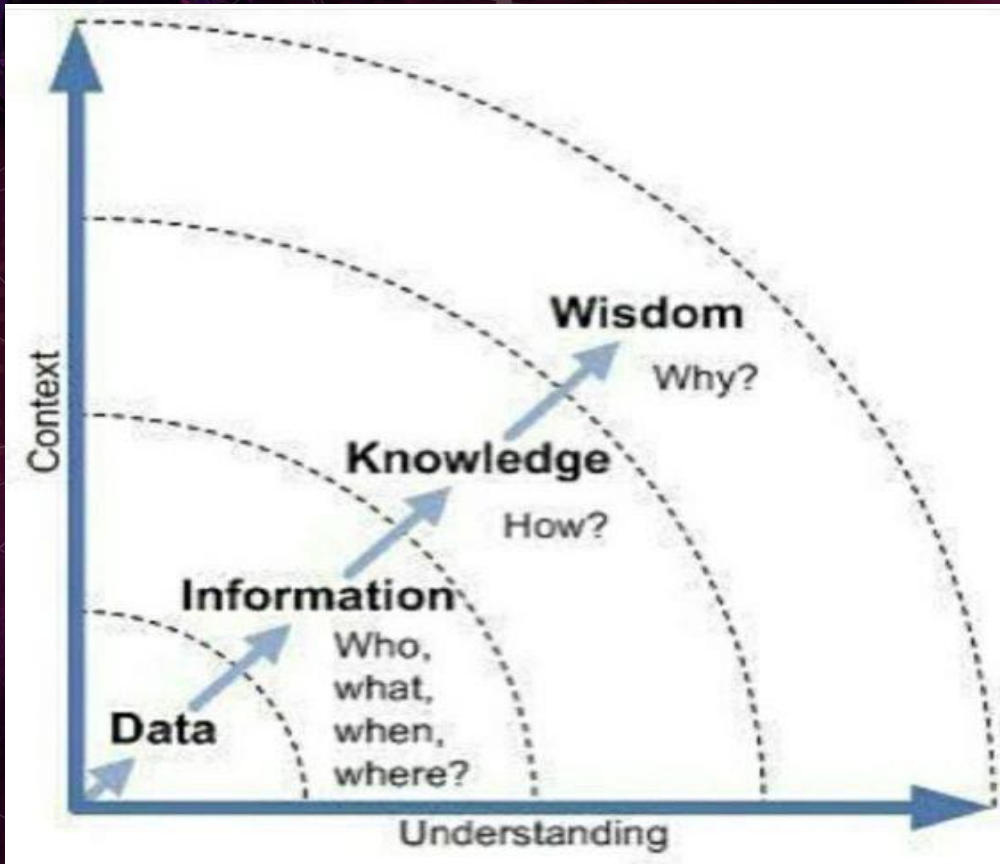 Context
Wisdom
Why?
Knowledge
How?
Information
Who,
what,
when,
where?
Data
Understanding